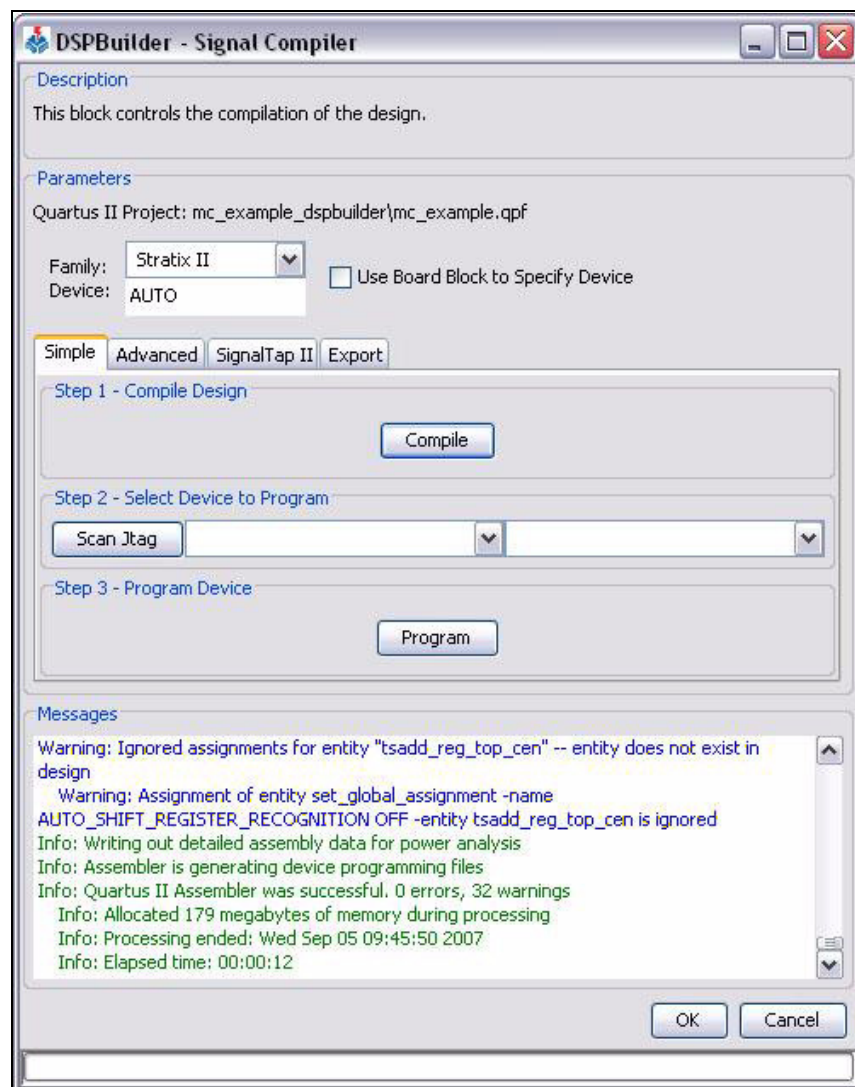 DSPBuilder - Signal Compiler
Description
This block controls the compilation of the design.
Parameters
Quartus II Project: mc_example_dspbuilder\mc_example.qpf
Family:
Stratix II
Use Board Block to Specify Device
Device:
AUTO
Simple
Advanced
SignalTap II
Export
Step 1 - Compile Design
Compile
Step 2 - Select Device to Program
Scan Jtag
Step 3 - Program Device
Program
Messages
Warning: Ignored assignments for entity "tsadd_reg_top_cen" -- entity does not exist in
design
Warning: Assignment of entity set_global_assignment -name
AUTO_SHIFT_REGISTER_RECOGNITION OFF -entity tsadd_reg_top_cen is ignored
Info: Writing out detailed assembly data for power analysis
Info: Assembler is generating device programming files
Info: Quartus II Assembler was successful. 0 errors, 32 warnings
Info: Allocated 179 megabytes of memory during processing
Info: Processing ended: Wed Sep 05 09:45:50 2007
Info: Elapsed time: 00:00:12
OK
Cancel